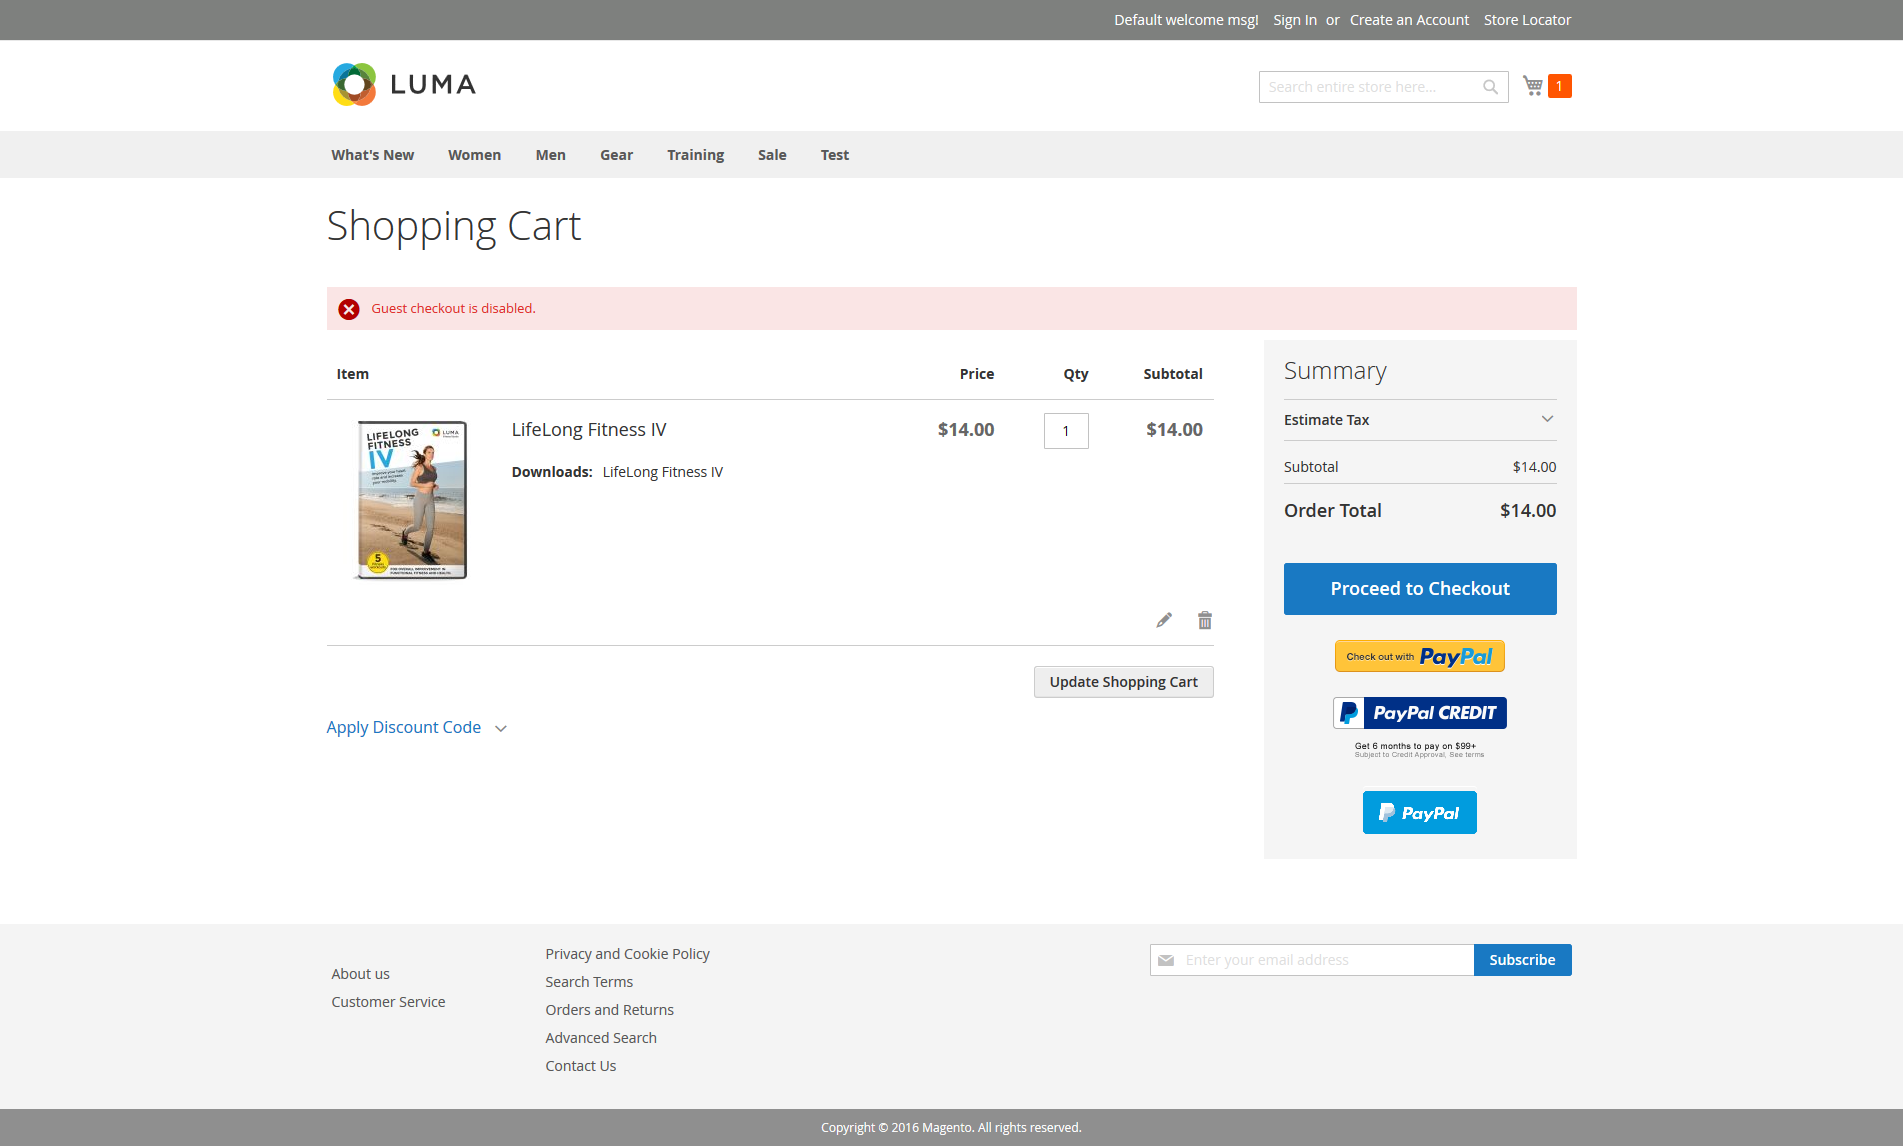 Default welcome msg! Sign In or Create an Account Store Locator
LUMA
Search entire store here...
1
What's New Women Men Gear Training Sale Test
Shopping Cart
Guest checkout is disabled.
Item Price Qty Subtotal
LIFELONG
FITNESS
IV
LUMA
5
LifeLong Fitness IV $14.00 1 $14.00
Downloads: LifeLong Fitness IV
Update Shopping Cart
Apply Discount Code
Summary
Estimate Tax
Subtotal $14.00
Order Total $14.00
Proceed to Checkout
Check out with PayPal
PayPal CREDIT
Get 6 months to pay on $99+
Subject to Credit Approval. See terms
PayPal
About us
Customer Service
Privacy and Cookie Policy
Search Terms
Orders and Returns
Advanced Search
Contact Us
Enter your email address
Subscribe
Copyright © 2016 Magento. All rights reserved.